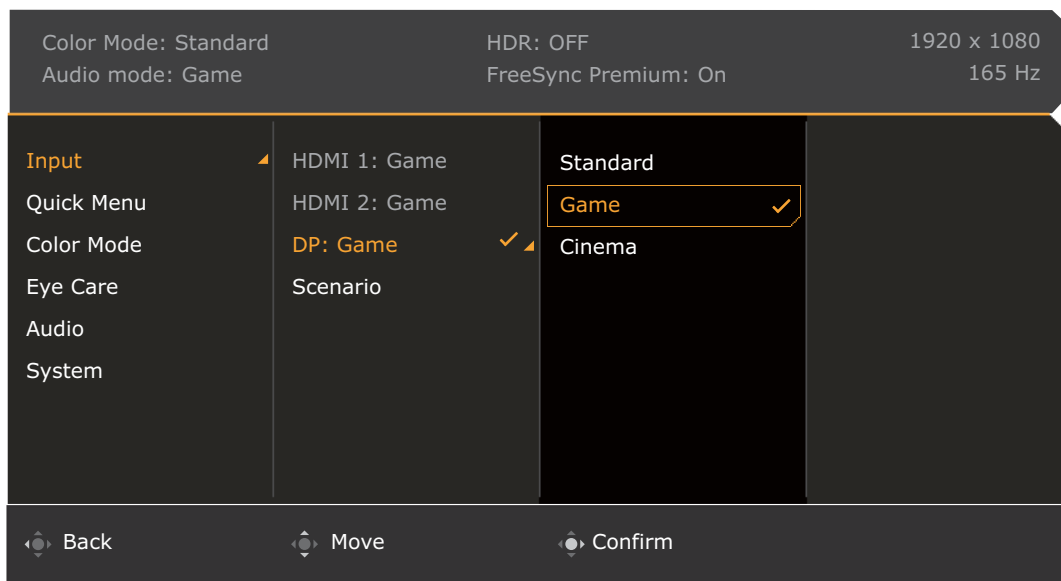 Color Mode: Standard HDR: OFF 1920 x 1080
Audio mode: Game FreeSync Premium: On 165 Hz
Input
Quick Menu
Color Mode
Eye Care
Audio
System
HDMI 1: Game
HDMI 2: Game
DP: Game
Scenario
Standard
Game
Cinema
Back Move Confirm